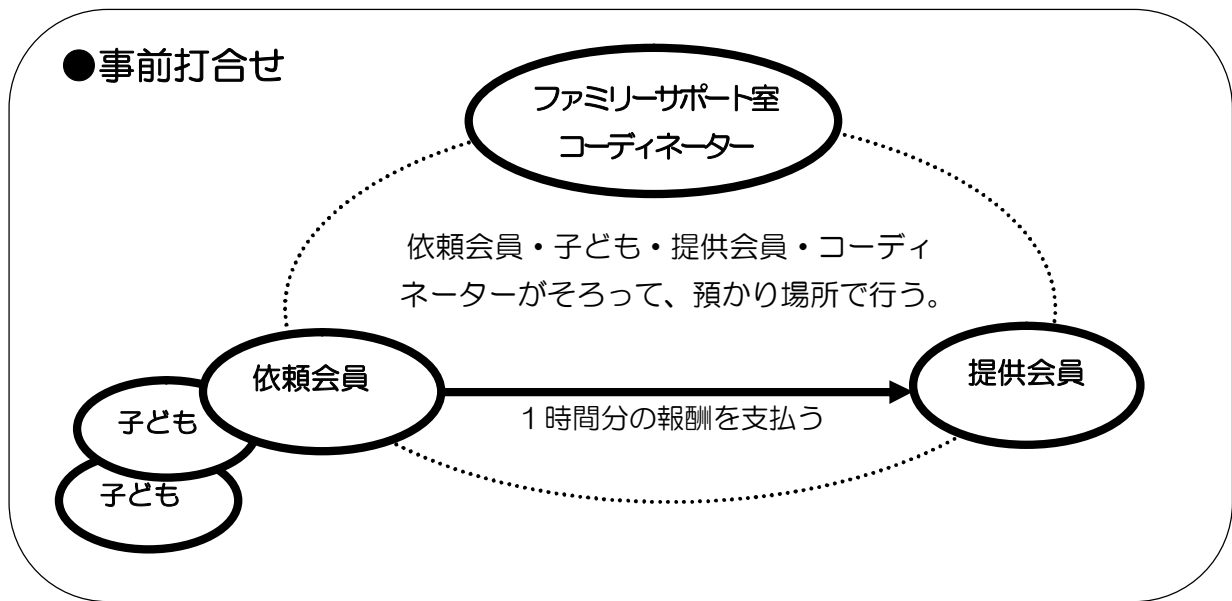 ●事前打合せ
ファミリーサポート室
コーディネーター
依頼会員・子ども・提供会員・コーディ
ネーターがそろって、預かり場所で行う。
依頼会員
提供会員
１時間分の報酬を支払う
子ども
子ども